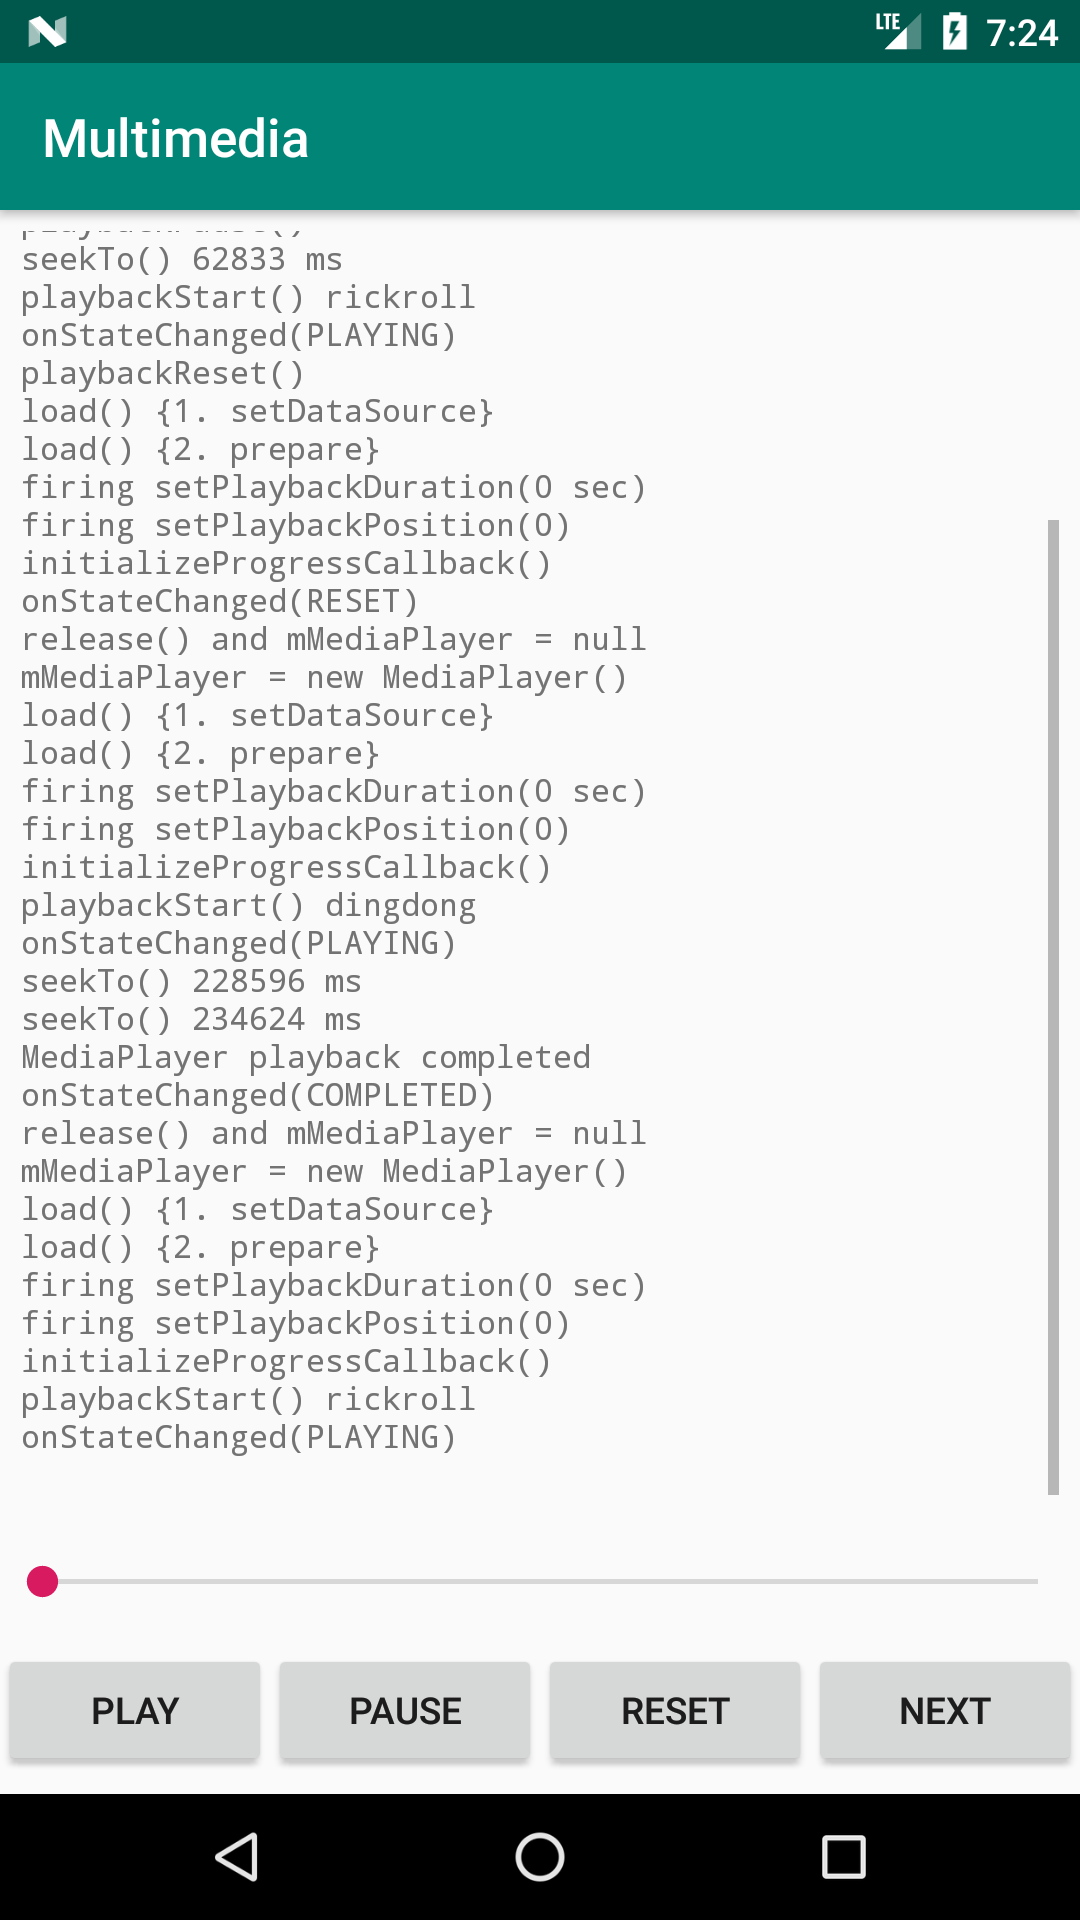 LTE 7:24
Multimedia
seekTo() 62833 ms
playbackStart() rickroll
onStateChanged(PLAYING)
playbackReset()
load() {1. setDataSource}
load() {2. prepare}
firing setPlaybackDuration(0 sec)
firing setPlaybackPosition(0)
initializeProgressCallback()
onStateChanged(RESET)
release() and mMediaPlayer = null
mMediaPlayer = new MediaPlayer()
load() {1. setDataSource}
load() {2. prepare}
firing setPlaybackDuration(0 sec)
firing setPlaybackPosition(0)
initializeProgressCallback()
playbackStart() dingdong
onStateChanged(PLAYING)
seekTo() 228596 ms
seekTo() 234624 ms
MediaPlayer playback completed
onStateChanged(COMPLETED)
release() and mMediaPlayer = null
mMediaPlayer = new MediaPlayer()
load() {1. setDataSource}
load() {2. prepare}
firing setPlaybackDuration(0 sec)
firing setPlaybackPosition(0)
initializeProgressCallback()
playbackStart() rickroll
onStateChanged(PLAYING)
PLAY PAUSE RESET NEXT